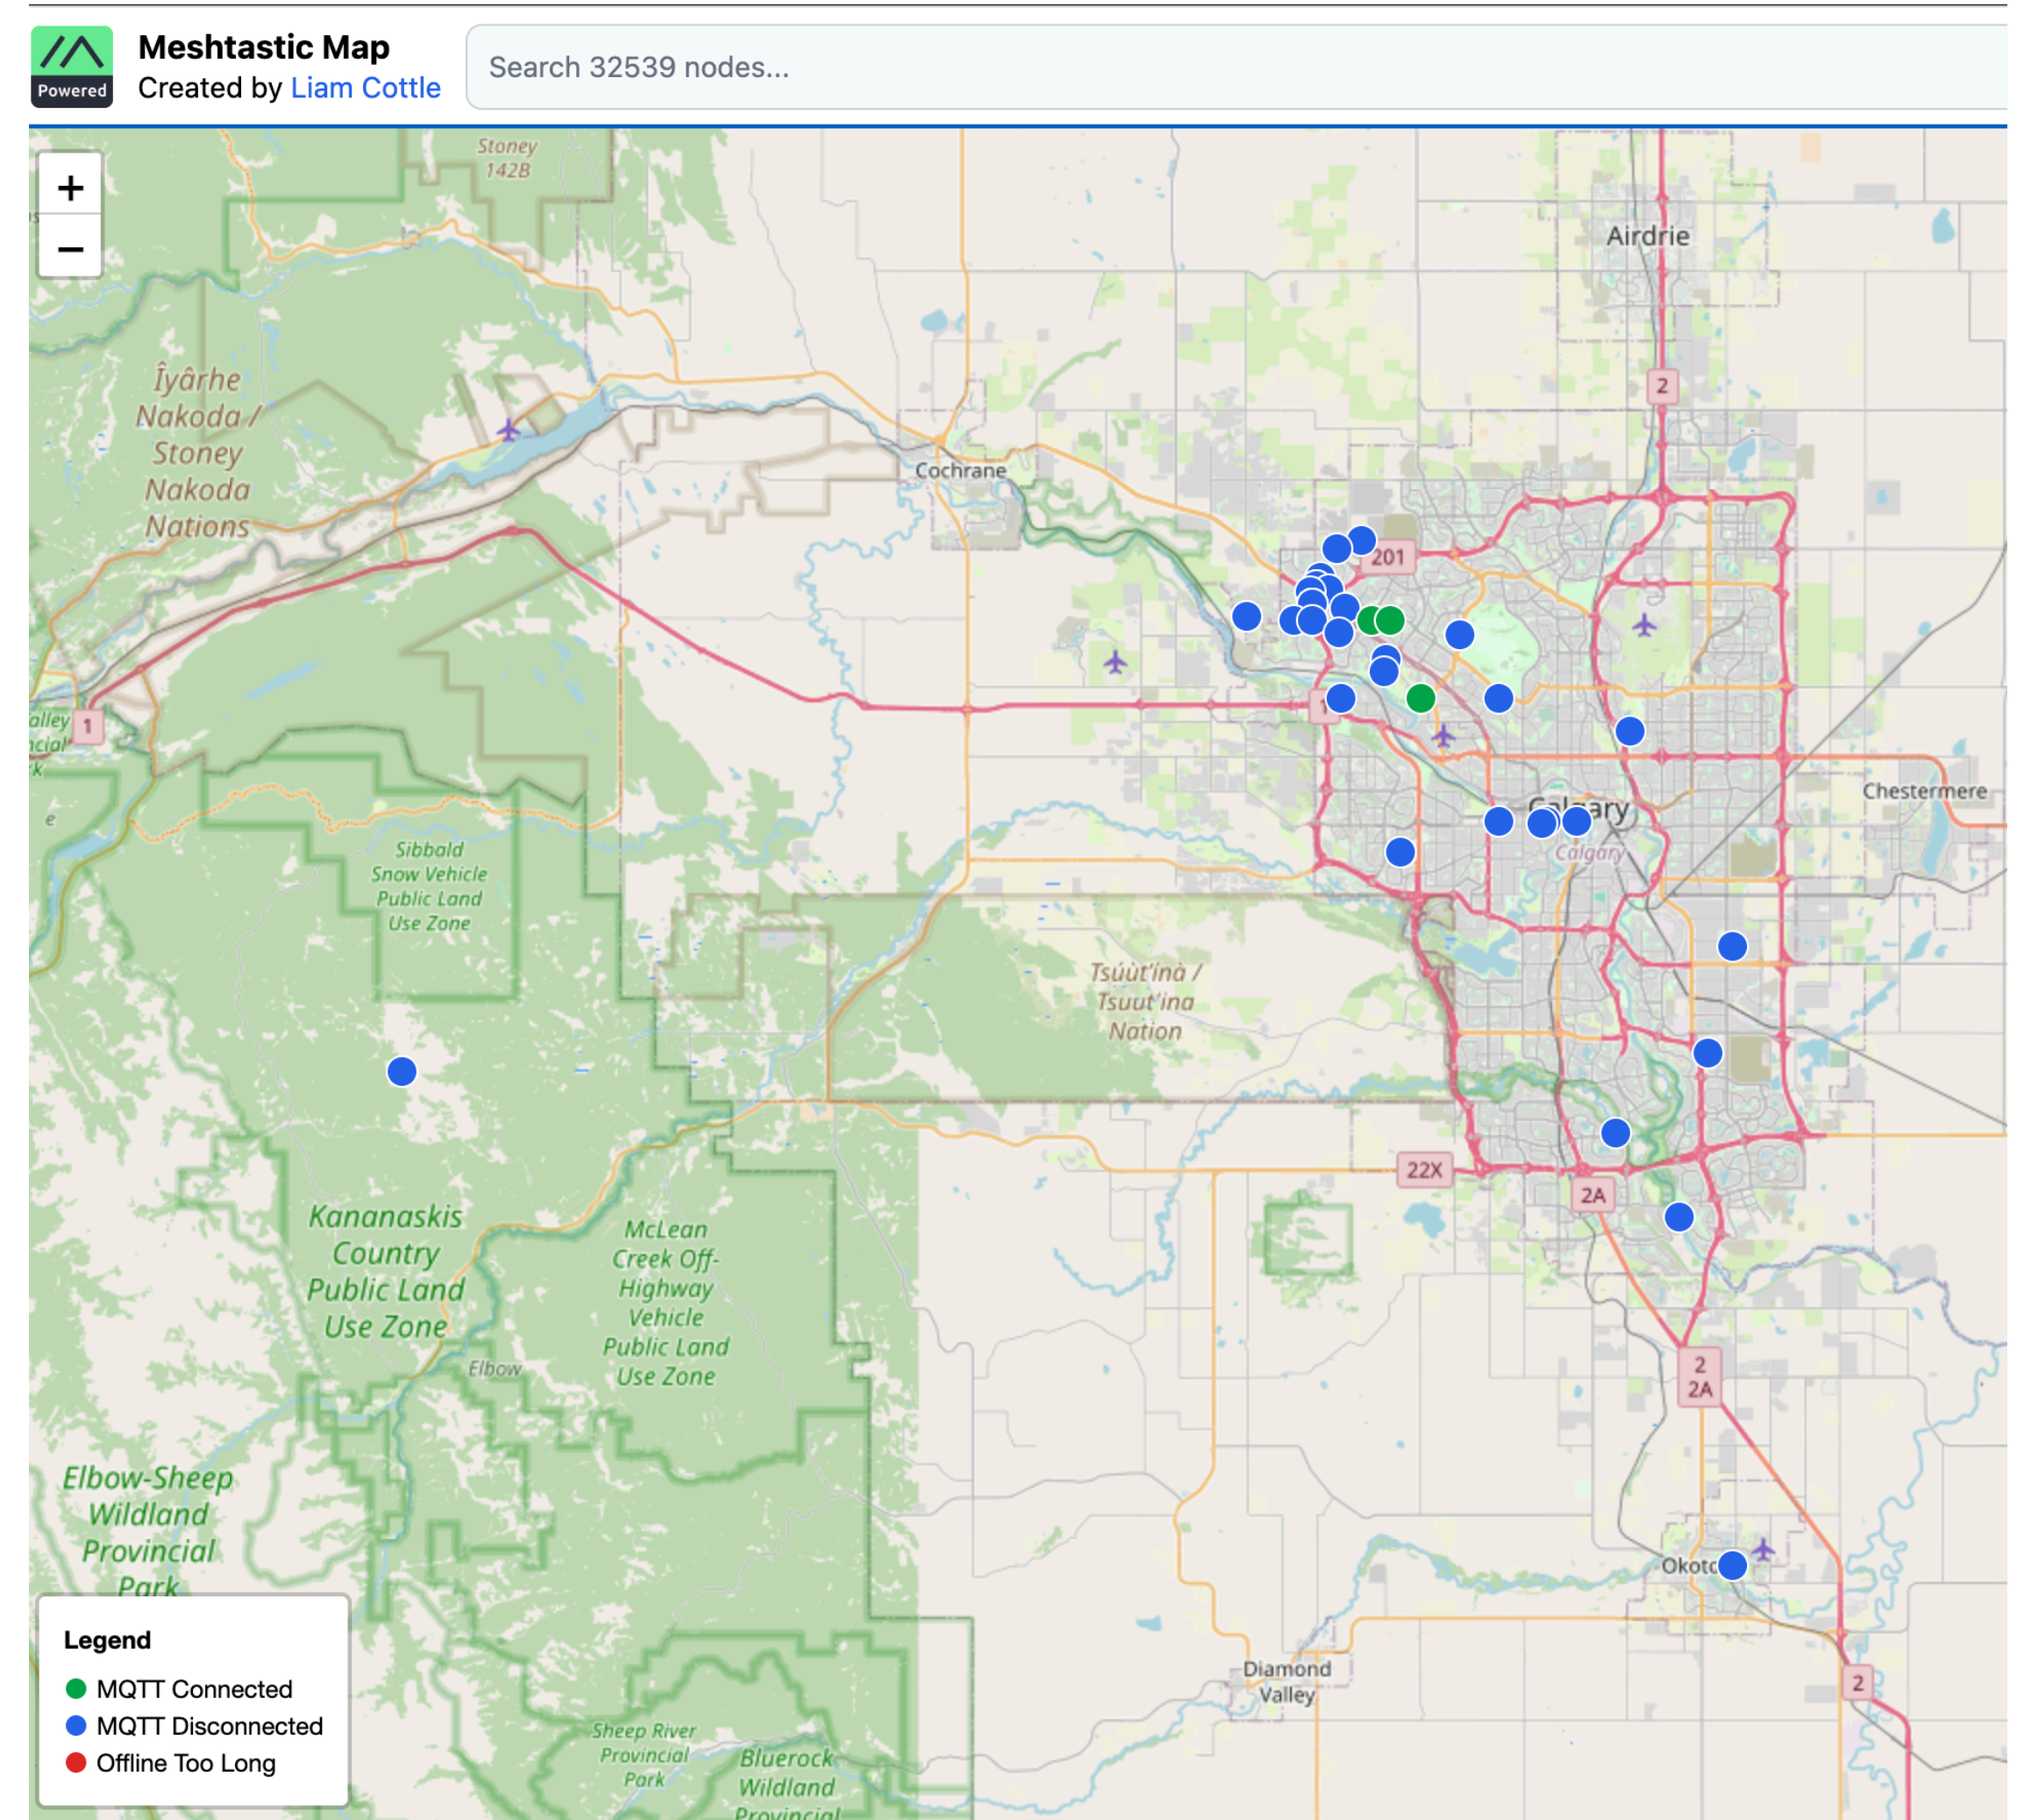 Meshtastic Map
Created by Liam Cottle
Powered
Search 32539 nodes...
+
−
Stoney
142B
Airdrie
2
Îyârhe
Nakoda /
Stoney
Nakoda
Nations
Cochrane
201
1
1
Calgary
Calgary
Chestermere
Sibbald
Snow Vehicle
Public Land
Use Zone
Tsúùt'ínà /
Tsuut'ina
Nation
22X
2A
Kananaskis
Country
Public Land
Use Zone
McLean
Creek Off-
Highway
Vehicle
Public Land
Use Zone
Elbow
2
2A
Elbow-Sheep
Wildland
Provincial
Park
Okoto
Diamond
Valley
2
Sheep River
Provincial
Park
Bluerock
Wildland
Provincial
Legend
MQTT Connected
MQTT Disconnected
Offline Too Long